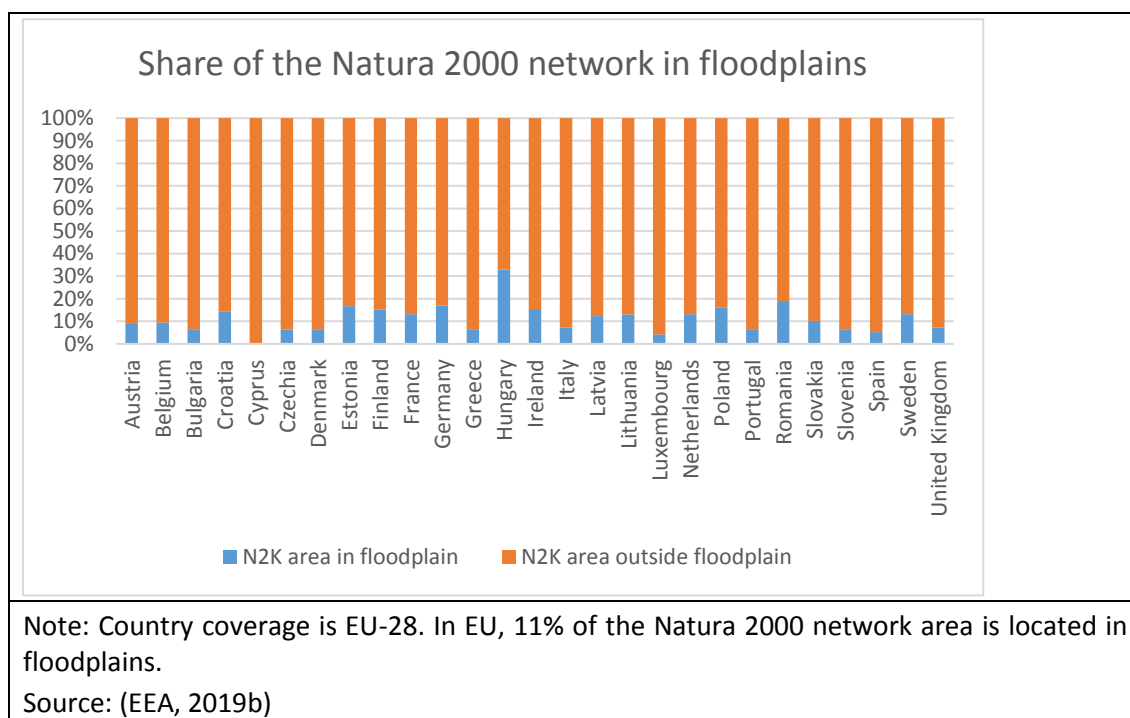 Share of the Natura 2000 network in floodplains
100%
90%
80%
70%
60%
50%
40%
30%
20%
10%
0%
Austria
Belgium
Bulgaria
Croatia
Cyprus
Czechia
Denmark
Estonia
Finland
France
Germany
Greece
Hungary
Ireland
Italy
Latvia
Lithuania
Luxembourg
Netherlands
Poland
Portugal
Romania
Slovakia
Slovenia
Spain
Sweden
United Kingdom
N2K area in floodplain N2K area outside floodplain
Note: Country coverage is EU-28. In EU, 11% of the Natura 2000 network area is located in
floodplains.
Source: (EEA, 2019b)